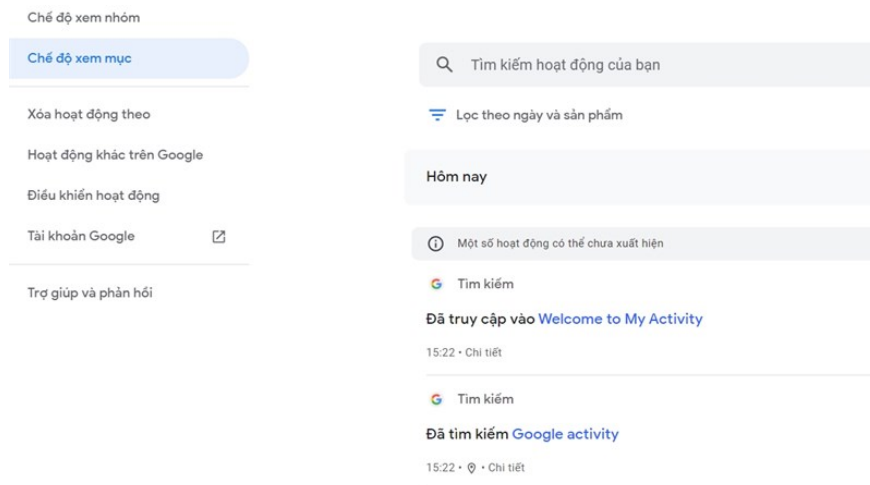 Chế độ xem nhóm
Chế độ xem mục
Xóa hoạt động theo
Hoạt động khác trên Google
Điều khiển hoạt động
Tài khoản Google
Trợ giúp và phản hồi
Tìm kiếm hoạt động của bạn
Lọc theo ngày và sản phẩm
Hôm nay
Một số hoạt động có thể chưa xuất hiện
Tìm kiếm
Đã truy cập vào Welcome to My Activity
15:22 • Chi tiết
Tìm kiếm
Đã tìm kiếm Google activity
15:22 • • Chi tiết